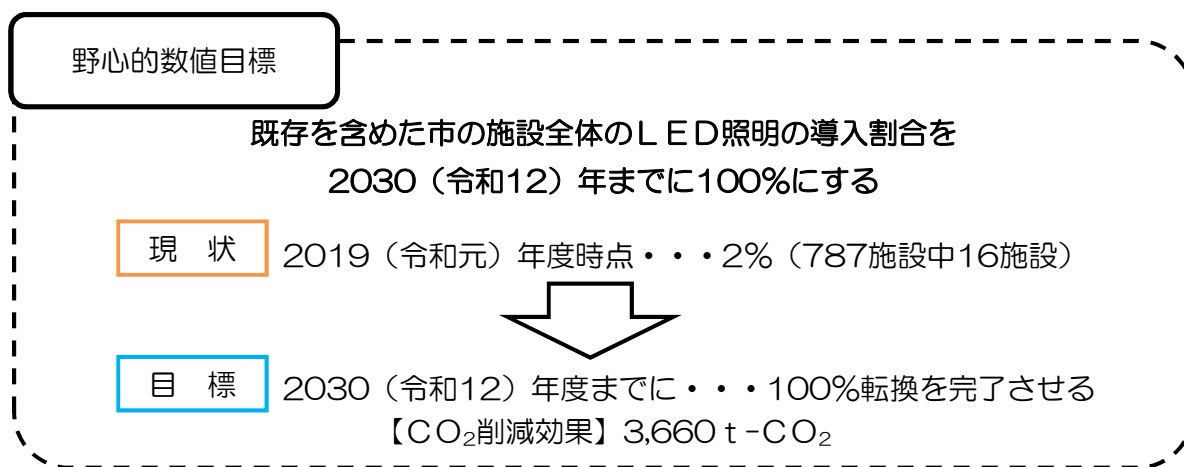 野心的数値目標
既存を含めた市の施設全体のＬＥＤ照明の導入割合を
2030（令和12）年までに100％にする
現　状
2019（令和元）年度時点・・・2％（787施設中16施設）
目　標
2030（令和12）年度までに・・・100％転換を完了させる
【ＣＯ₂削減効果】3,660ｔ-ＣＯ₂